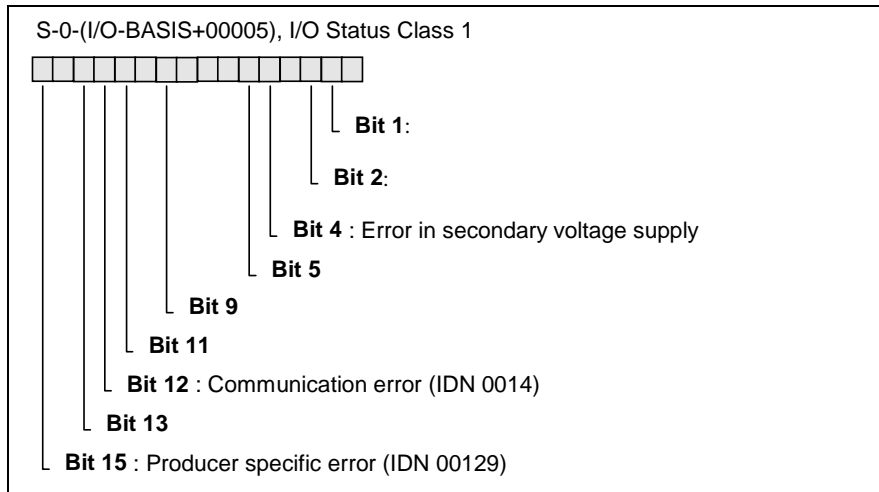 S-0-(I/O-BASIS+00005), I/O Status Class 1
Bit 1:
Bit 2:
Bit 4 : Error in secondary voltage supply
Bit 5
Bit 9
Bit 11
Bit 12 : Communication error (IDN 0014)
Bit 13
Bit 15 : Producer specific error (IDN 00129)